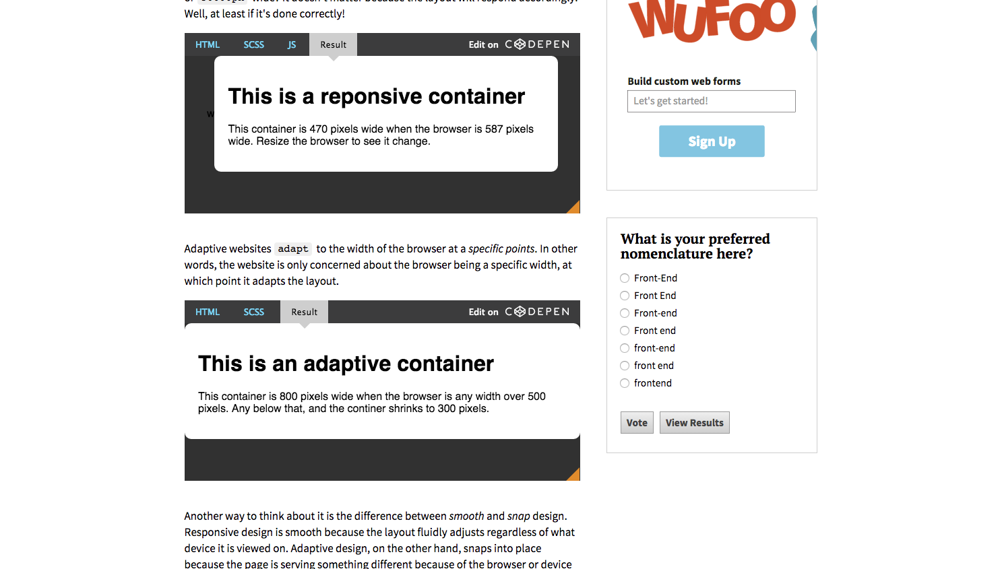 wide? It doesn't matter because the layout will respond accordingly.
Well, at least if it's done correctly!
HTML SCSS JS Result Edit on CODEPEN
W
This is a reponsive container
This container is 470 pixels wide when the browser is 587 pixels
wide. Resize the browser to see it change.
Adaptive websites adapt to the width of the browser at a specific points. In other
words, the website is only concerned about the browser being a specific width, at
which point it adapts the layout.
HTML SCSS Result Edit on CODEPEN
This is an adaptive container
This container is 800 pixels wide when the browser is any width over 500
pixels. Any below that, and the continer shrinks to 300 pixels.
Another way to think about it is the difference between smooth and snap design.
Responsive design is smooth because the layout fluidly adjusts regardless of what
device it is viewed on. Adaptive design, on the other hand, snaps into place
because the page is serving something different because of the browser or device
WUFOO
Build custom web forms
Let's get started!
Sign Up
What is your preferred
nomenclature here?
Front-End
Front End
Front-end
Front end
front-end
front end
frontend
Vote View Results